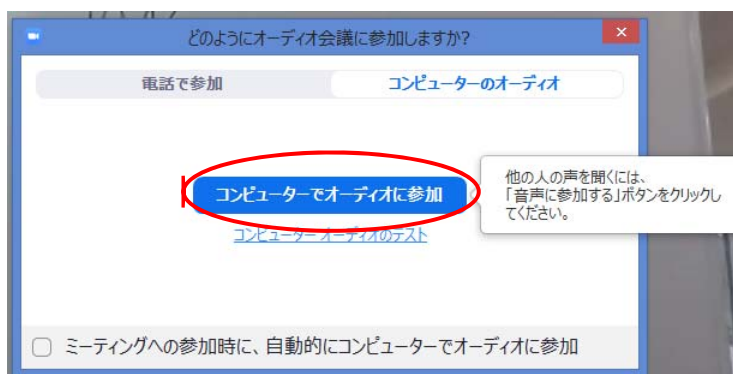 どのようにオーディオ会議に参加しますか?
電話で参加
コンピューターのオーディオ
コンピューターでオーディオに参加
他の人の声を聞くには、
「音声に参加する」ボタンをクリックし
てください。
コンピューター オーディオのテスト
ミーティングへの参加時に、自動的にコンピューターでオーディオに参加